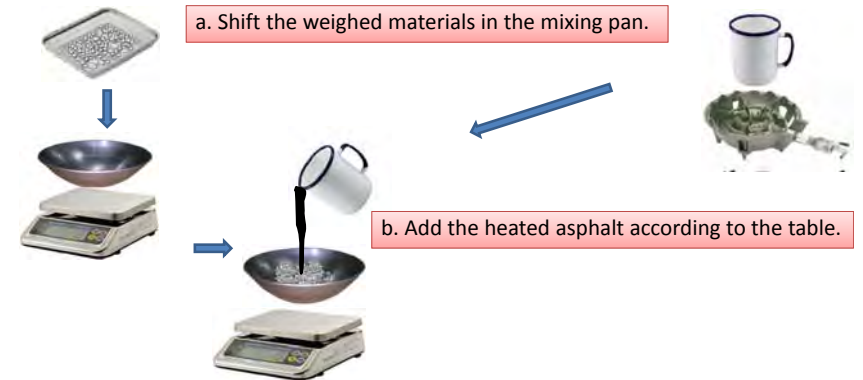 a. Shift the weighed materials in the mixing pan.
b. Add the heated asphalt according to the table.